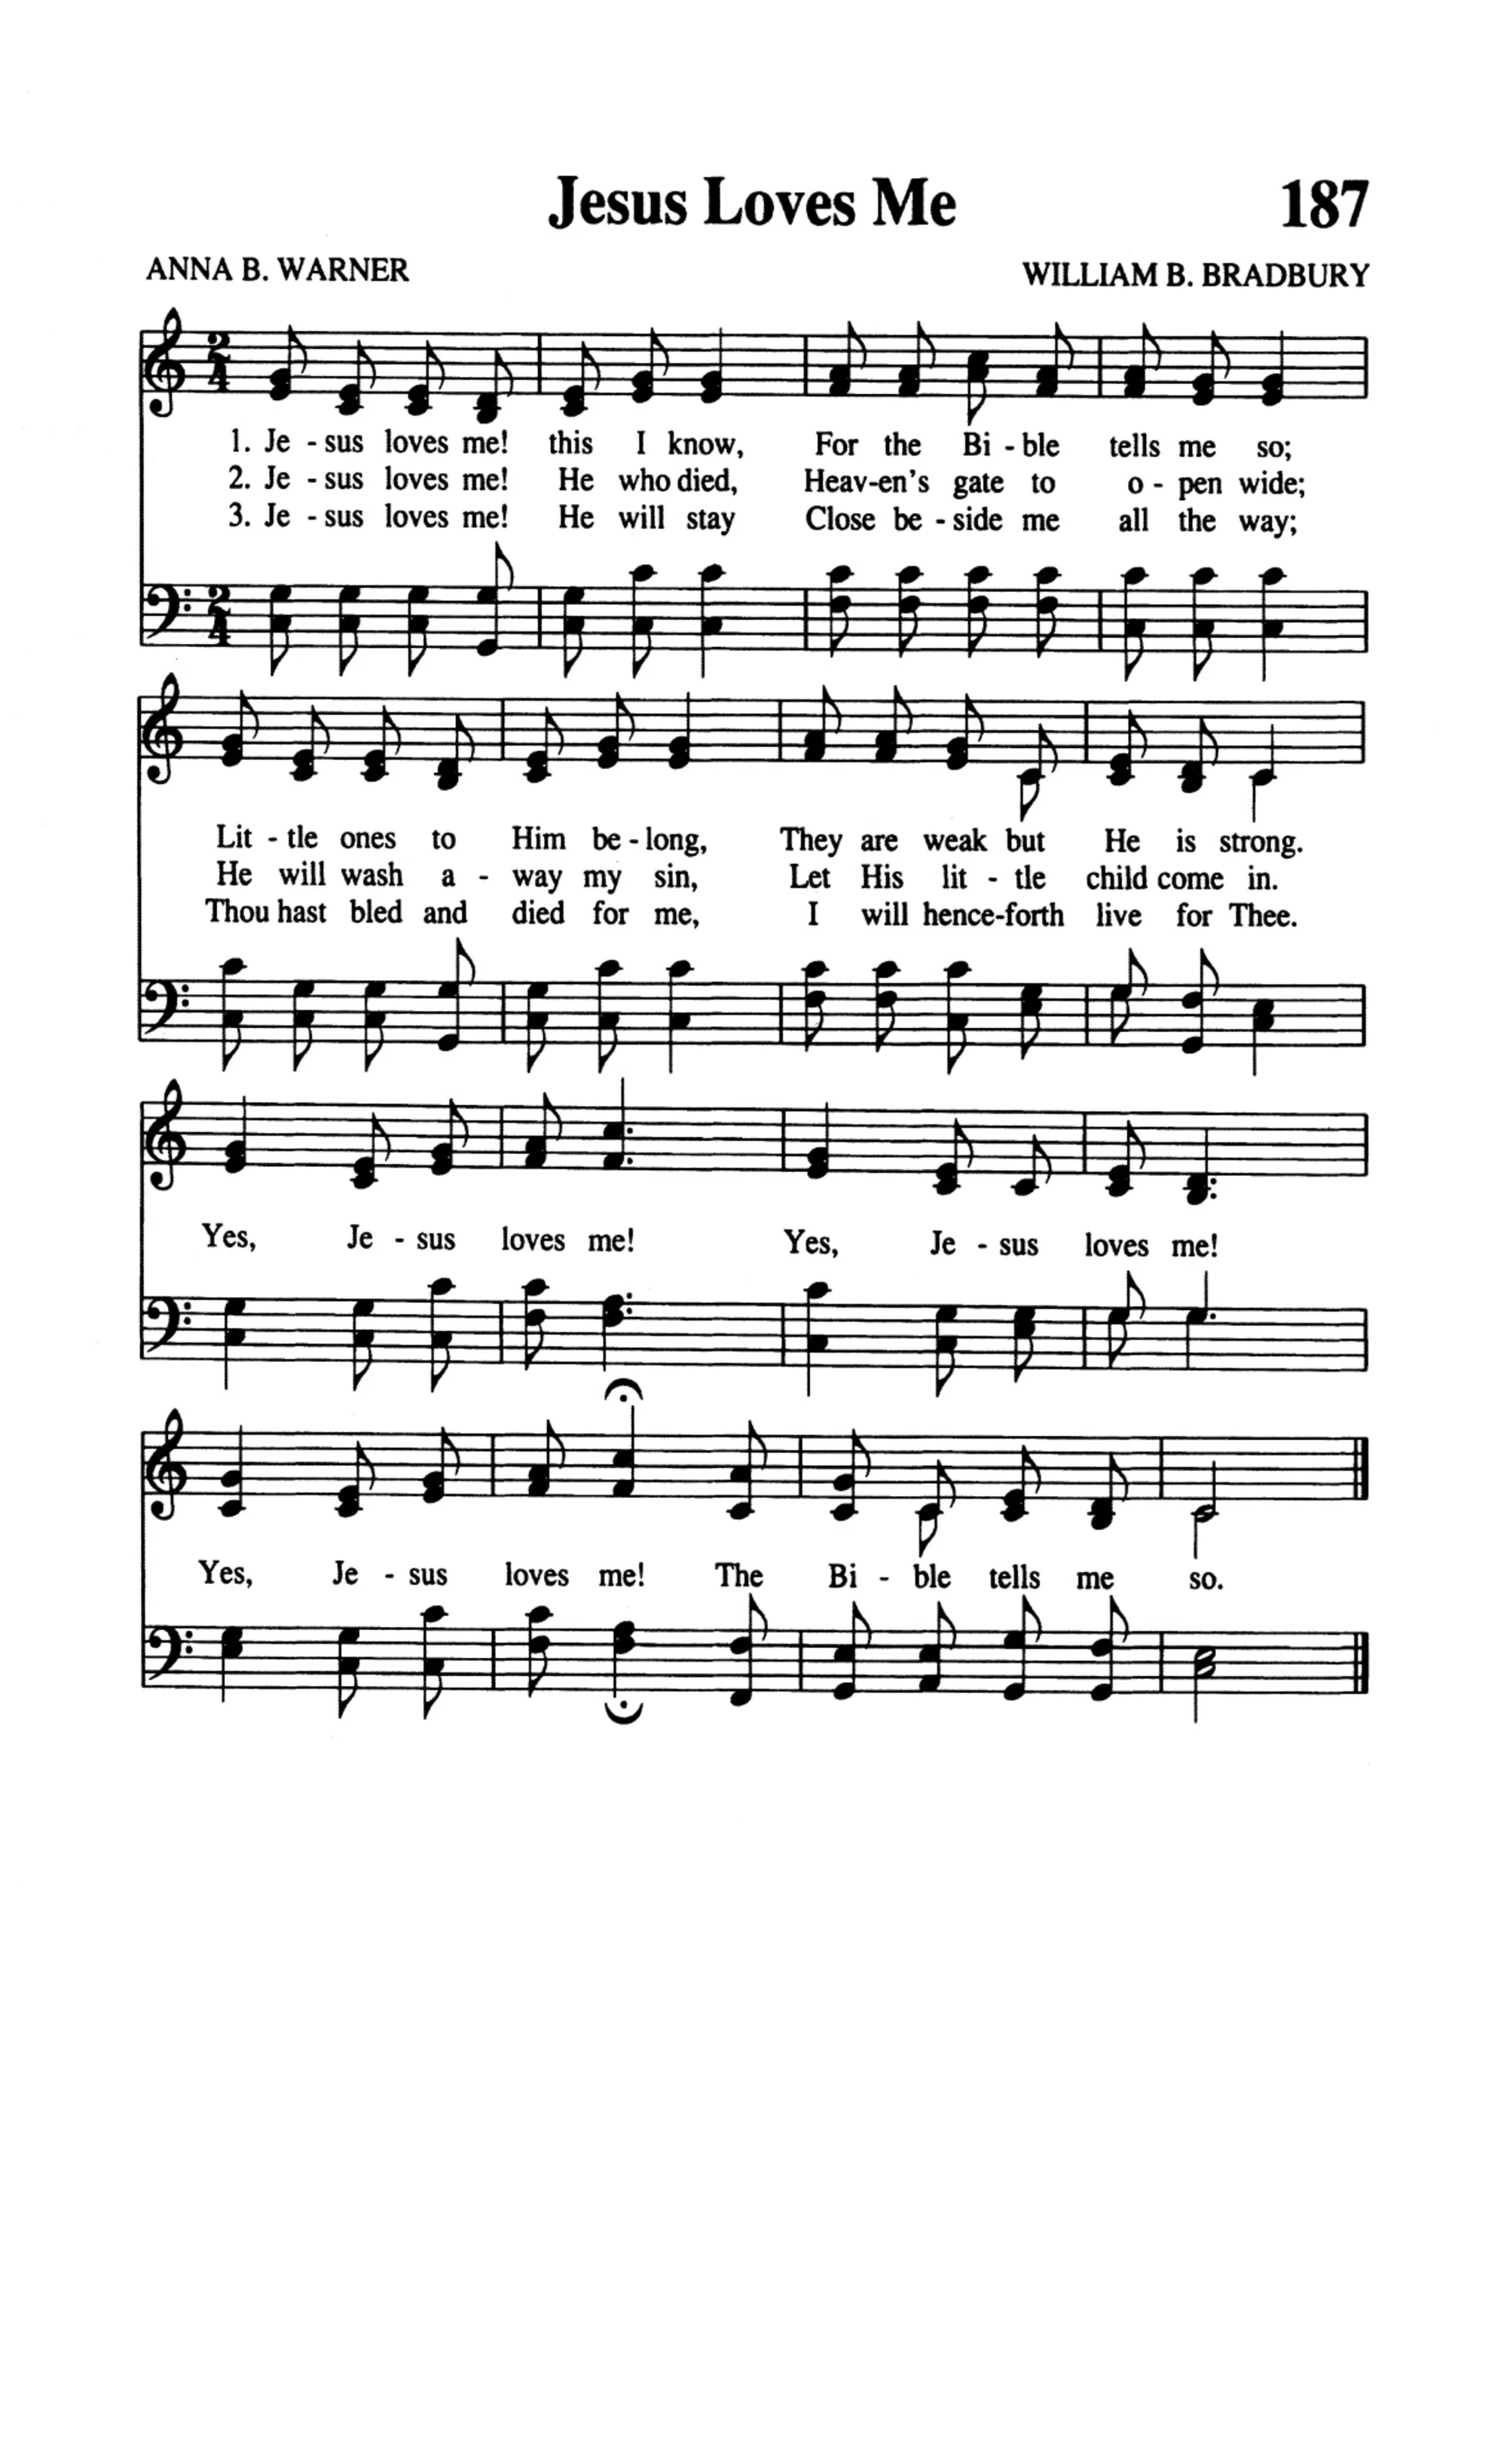 Jesus Loves Me 187
ANNA B. WARNER WILLIAM B. BRADBURY
2 4
1. Je - sus loves me! this I know, For the Bi - ble tells me so;
2. Je - sus loves me! He who died, Heav-en's gate to o - pen wide;
3. Je - sus loves me! He will stay Close be - side me all the way;
2 4
Lit - tle ones to Him be - long, They are weak but He is strong.
He will wash a - way my sin, Let His lit - tle child come in.
Thou hast bled and died for me, I will hence-forth live for Thee.
Yes, Je - sus loves me! Yes, Je - sus loves me!
Yes, Je - sus loves me! The Bi - ble tells me so.